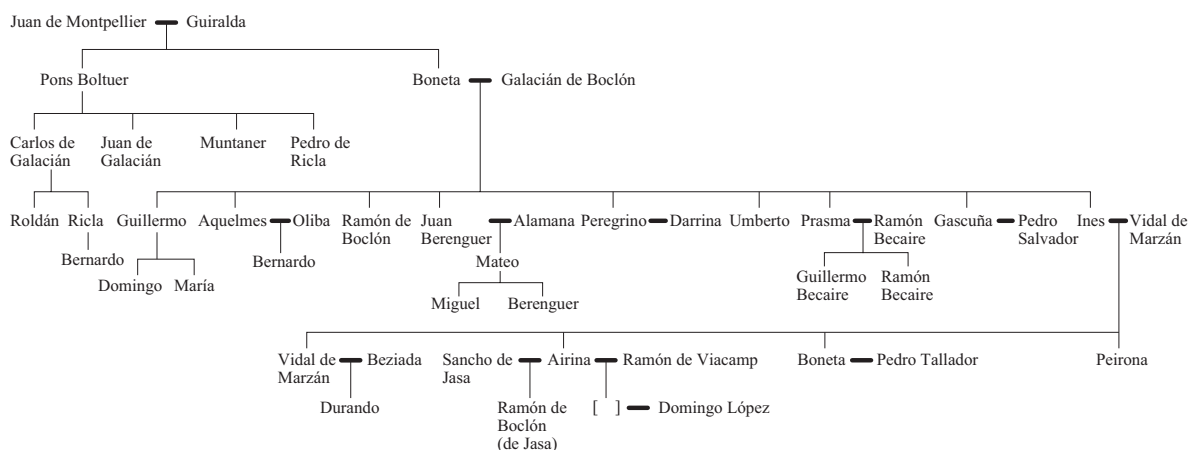 Juan de Montpellier Guiralda
Pons Boltuer Boneta Galacián de Boclón
Carlos de Galacián
Juan de Galacián
Muntaner
Pedro de Ricla
Roldán Ricla Guillermo Aquelmes Oliba
Ramón de Boclón
Juan Berenguer
Alamana Peregrino Darrina Umberto Prasma
Ramón Becaire
Gascuña
Pedro Salvador
Ines
Vidal de Marzán
Bernardo
Domingo María
Bernardo
Mateo
Miguel Berenguer
Guillermo Becaire
Ramón Becaire
Vidal de Marzán
Beziada
Sancho de Jasa
Airina Ramón de Viacamp Boneta Pedro Tallador Peirona
Durando
Ramón de Boclón (de Jasa)
[ ] Domingo López